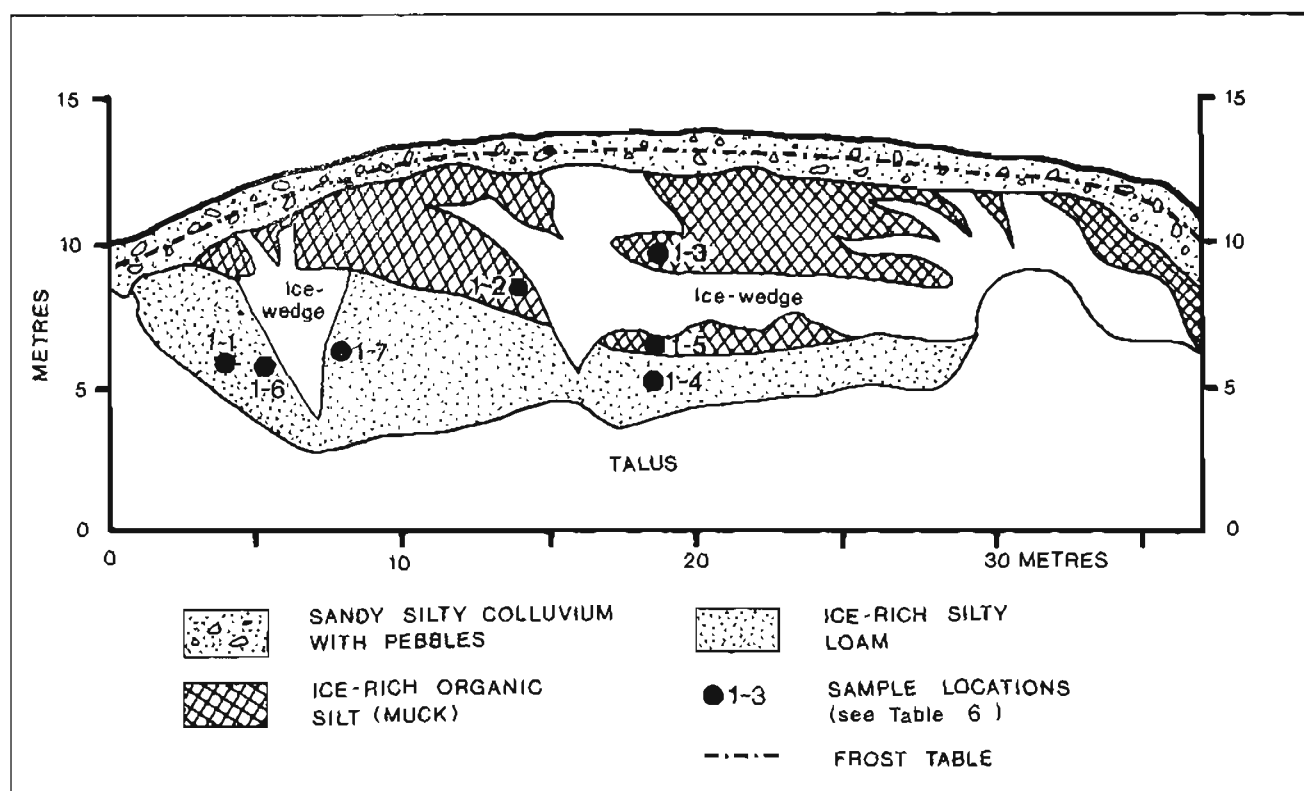 15
15
10
10
METRES
5
5
0
0
Ice-
wedge
Ice-wedge
1-1
1-6
1-7
1-2
1-3
1-5
1-4
TALUS
0
10
20
30 METRES
SANDY SILTY COLLUVIUM
WITH PEBBLES
ICE-RICH ORGANIC
SILT (MUCK)
ICE-RICH SILTY
LOAM
1-3 SAMPLE LOCATIONS
(see Table 6 )
FROST TABLE